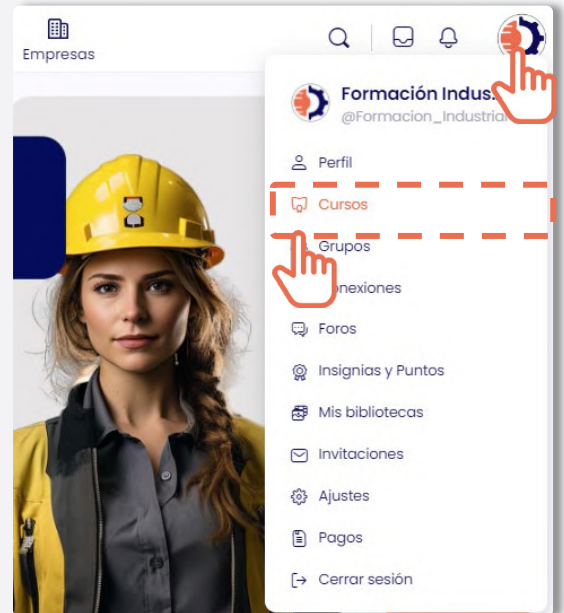 Empresas
Formación Indus
@Formacion_Industrial
Perfil
Cursos
Grupos
onexiones
Foros
Insignias y Puntos
Mis bibliotecas
Invitaciones
Ajustes
Pagos
Cerrar sesión